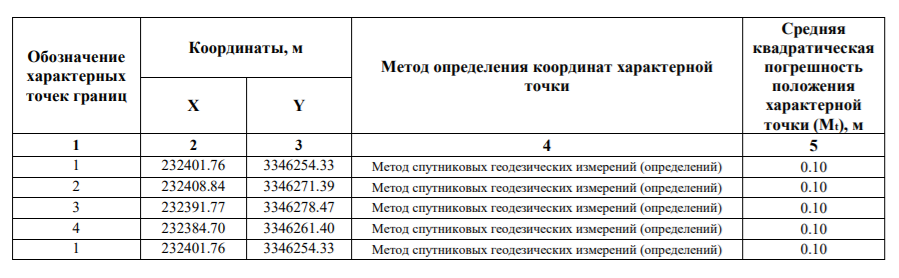 Обозначение
характерных
точек границ
Координаты, м
X Y
Метод определения координат характерной
точки
Средняя
квадратическая
погрешность
положения
характерной
точки (Mt), м
1 2 3 4 5
1 232401.76 3346254.33 Метод спутниковых геодезических измерений (определений) 0.10
2 232408.84 3346271.39 Метод спутниковых геодезических измерений (определений) 0.10
3 232391.77 3346278.47 Метод спутниковых геодезических измерений (определений) 0.10
4 232384.70 3346261.40 Метод спутниковых геодезических измерений (определений) 0.10
1 232401.76 3346254.33 Метод спутниковых геодезических измерений (определений) 0.10